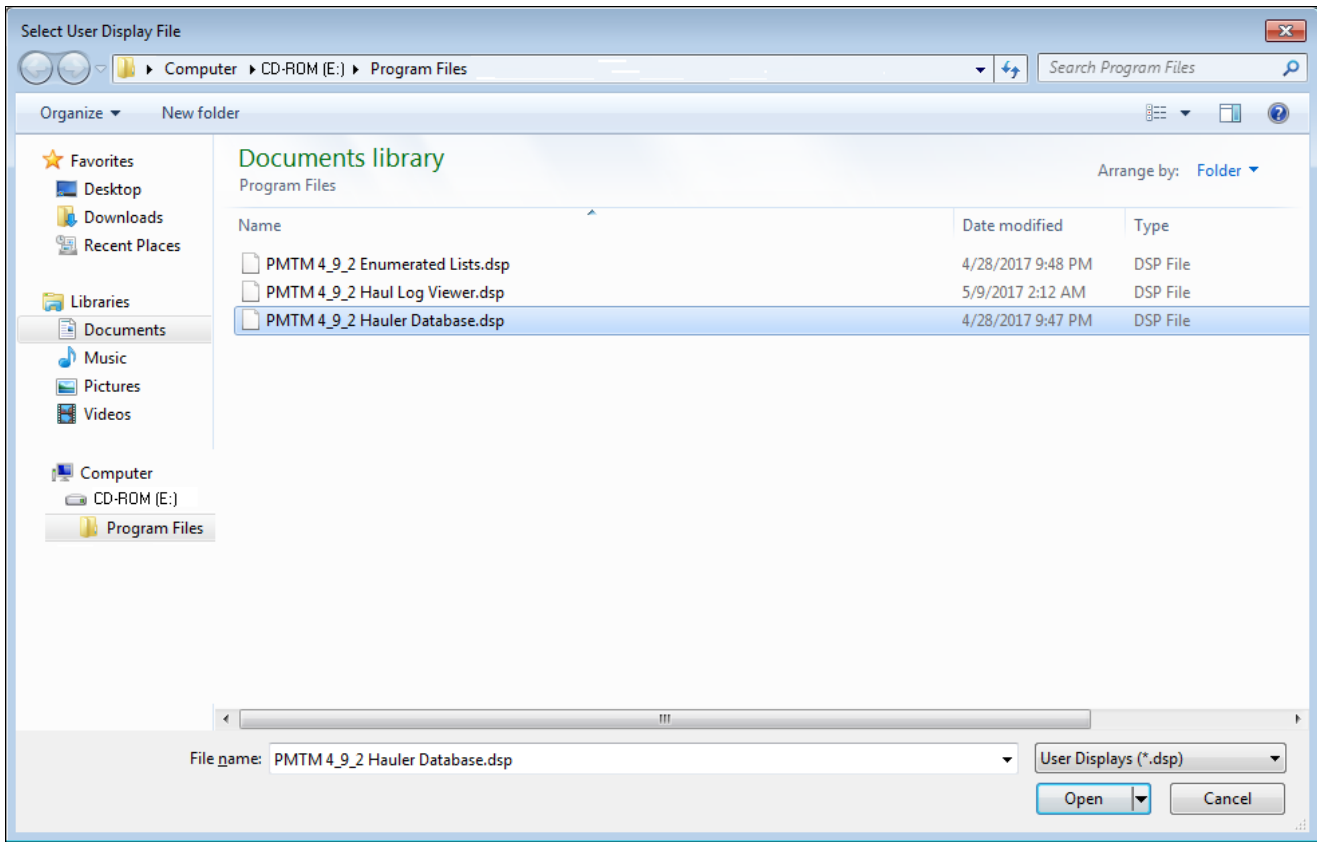 Select User Display File
Computer CD-ROM (E:) Program Files
Search Program Files
Organize New folder
Favorites
Desktop
Downloads
Recent Places
Libraries
Documents
Music
Pictures
Videos
Computer
CD-ROM (E:)
Program Files
Documents library
Program Files
Arrange by: Folder
Name Date modified Type
PMTM 4_9_2 Enumerated Lists.dsp 4/28/2017 9:48 PM DSP File
PMTM 4_9_2 Haul Log Viewer.dsp 5/9/2017 2:12 AM DSP File
PMTM 4_9_2 Hauler Database.dsp 4/28/2017 9:47 PM DSP File
File name: PMTM 4_9_2 Hauler Database.dsp User Displays (*.dsp)
Open Cancel